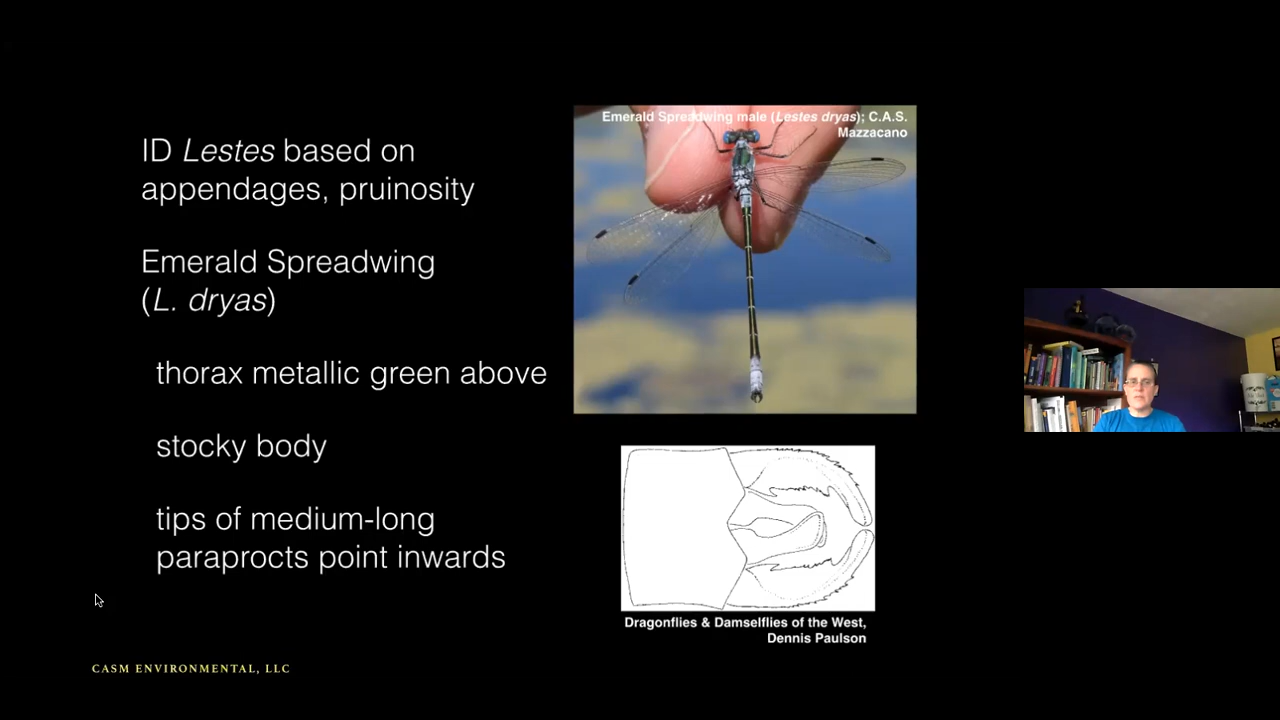 ID Lestes based on
appendages, pruinosity
Emerald Spreadwing
(L. dryas)
thorax metallic green above
stocky body
tips of medium-long
paraprocts point inwards
Emerald Spreadwing male (Lestes dryas); C.A.S.
Mazzacano
Dragonflies & Damselflies of the West,
Dennis Paulson
CASM ENVIRONMENTAL, LLC